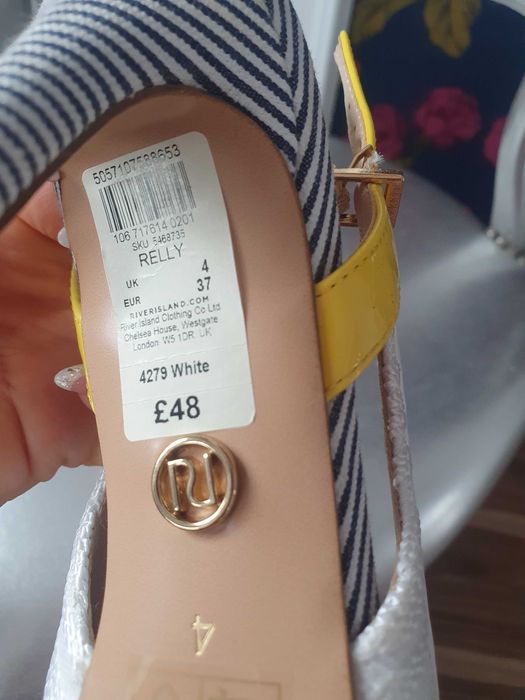 5057107588653
106 717614 0201
SKU 5468735
RELLY
UK 4
EUR 37
RIVERISLAND.COM
River Island Clothing Co Ltd
Chelsea House, Westgate
London W5 1DR. UK
4279 White
£48
4